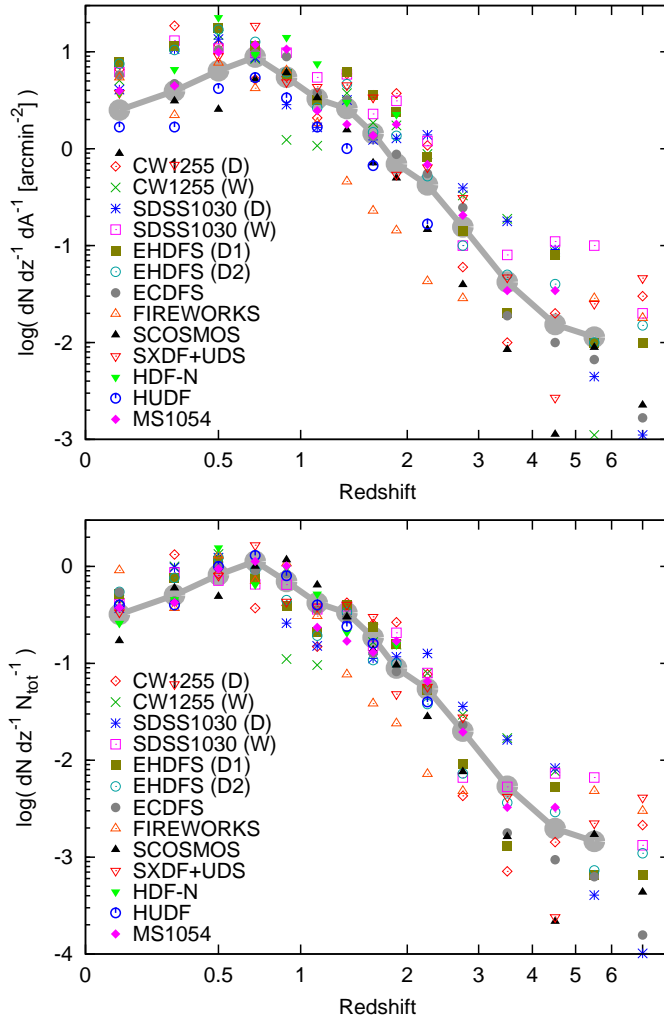 log( dN dz-1 dA-1 [arcmin-2] )
1
0
-1
-2
-3
CW1255 (D)
CW1255 (W)
SDSS1030 (D)
SDSS1030 (W)
EHDFS (D1)
EHDFS (D2)
ECDFS
FIREWORKS
SCOSMOS
SXDF+UDS
HDF-N
HUDF
MS1054
0 0.5 1 2 3 4 5 6
Redshift
log( dN dz-1 Ntot-1 )
0
-1
-2
-3
-4
CW1255 (D)
CW1255 (W)
SDSS1030 (D)
SDSS1030 (W)
EHDFS (D1)
EHDFS (D2)
ECDFS
FIREWORKS
SCOSMOS
SXDF+UDS
HDF-N
HUDF
MS1054
0 0.5 1 2 3 4 5 6
Redshift